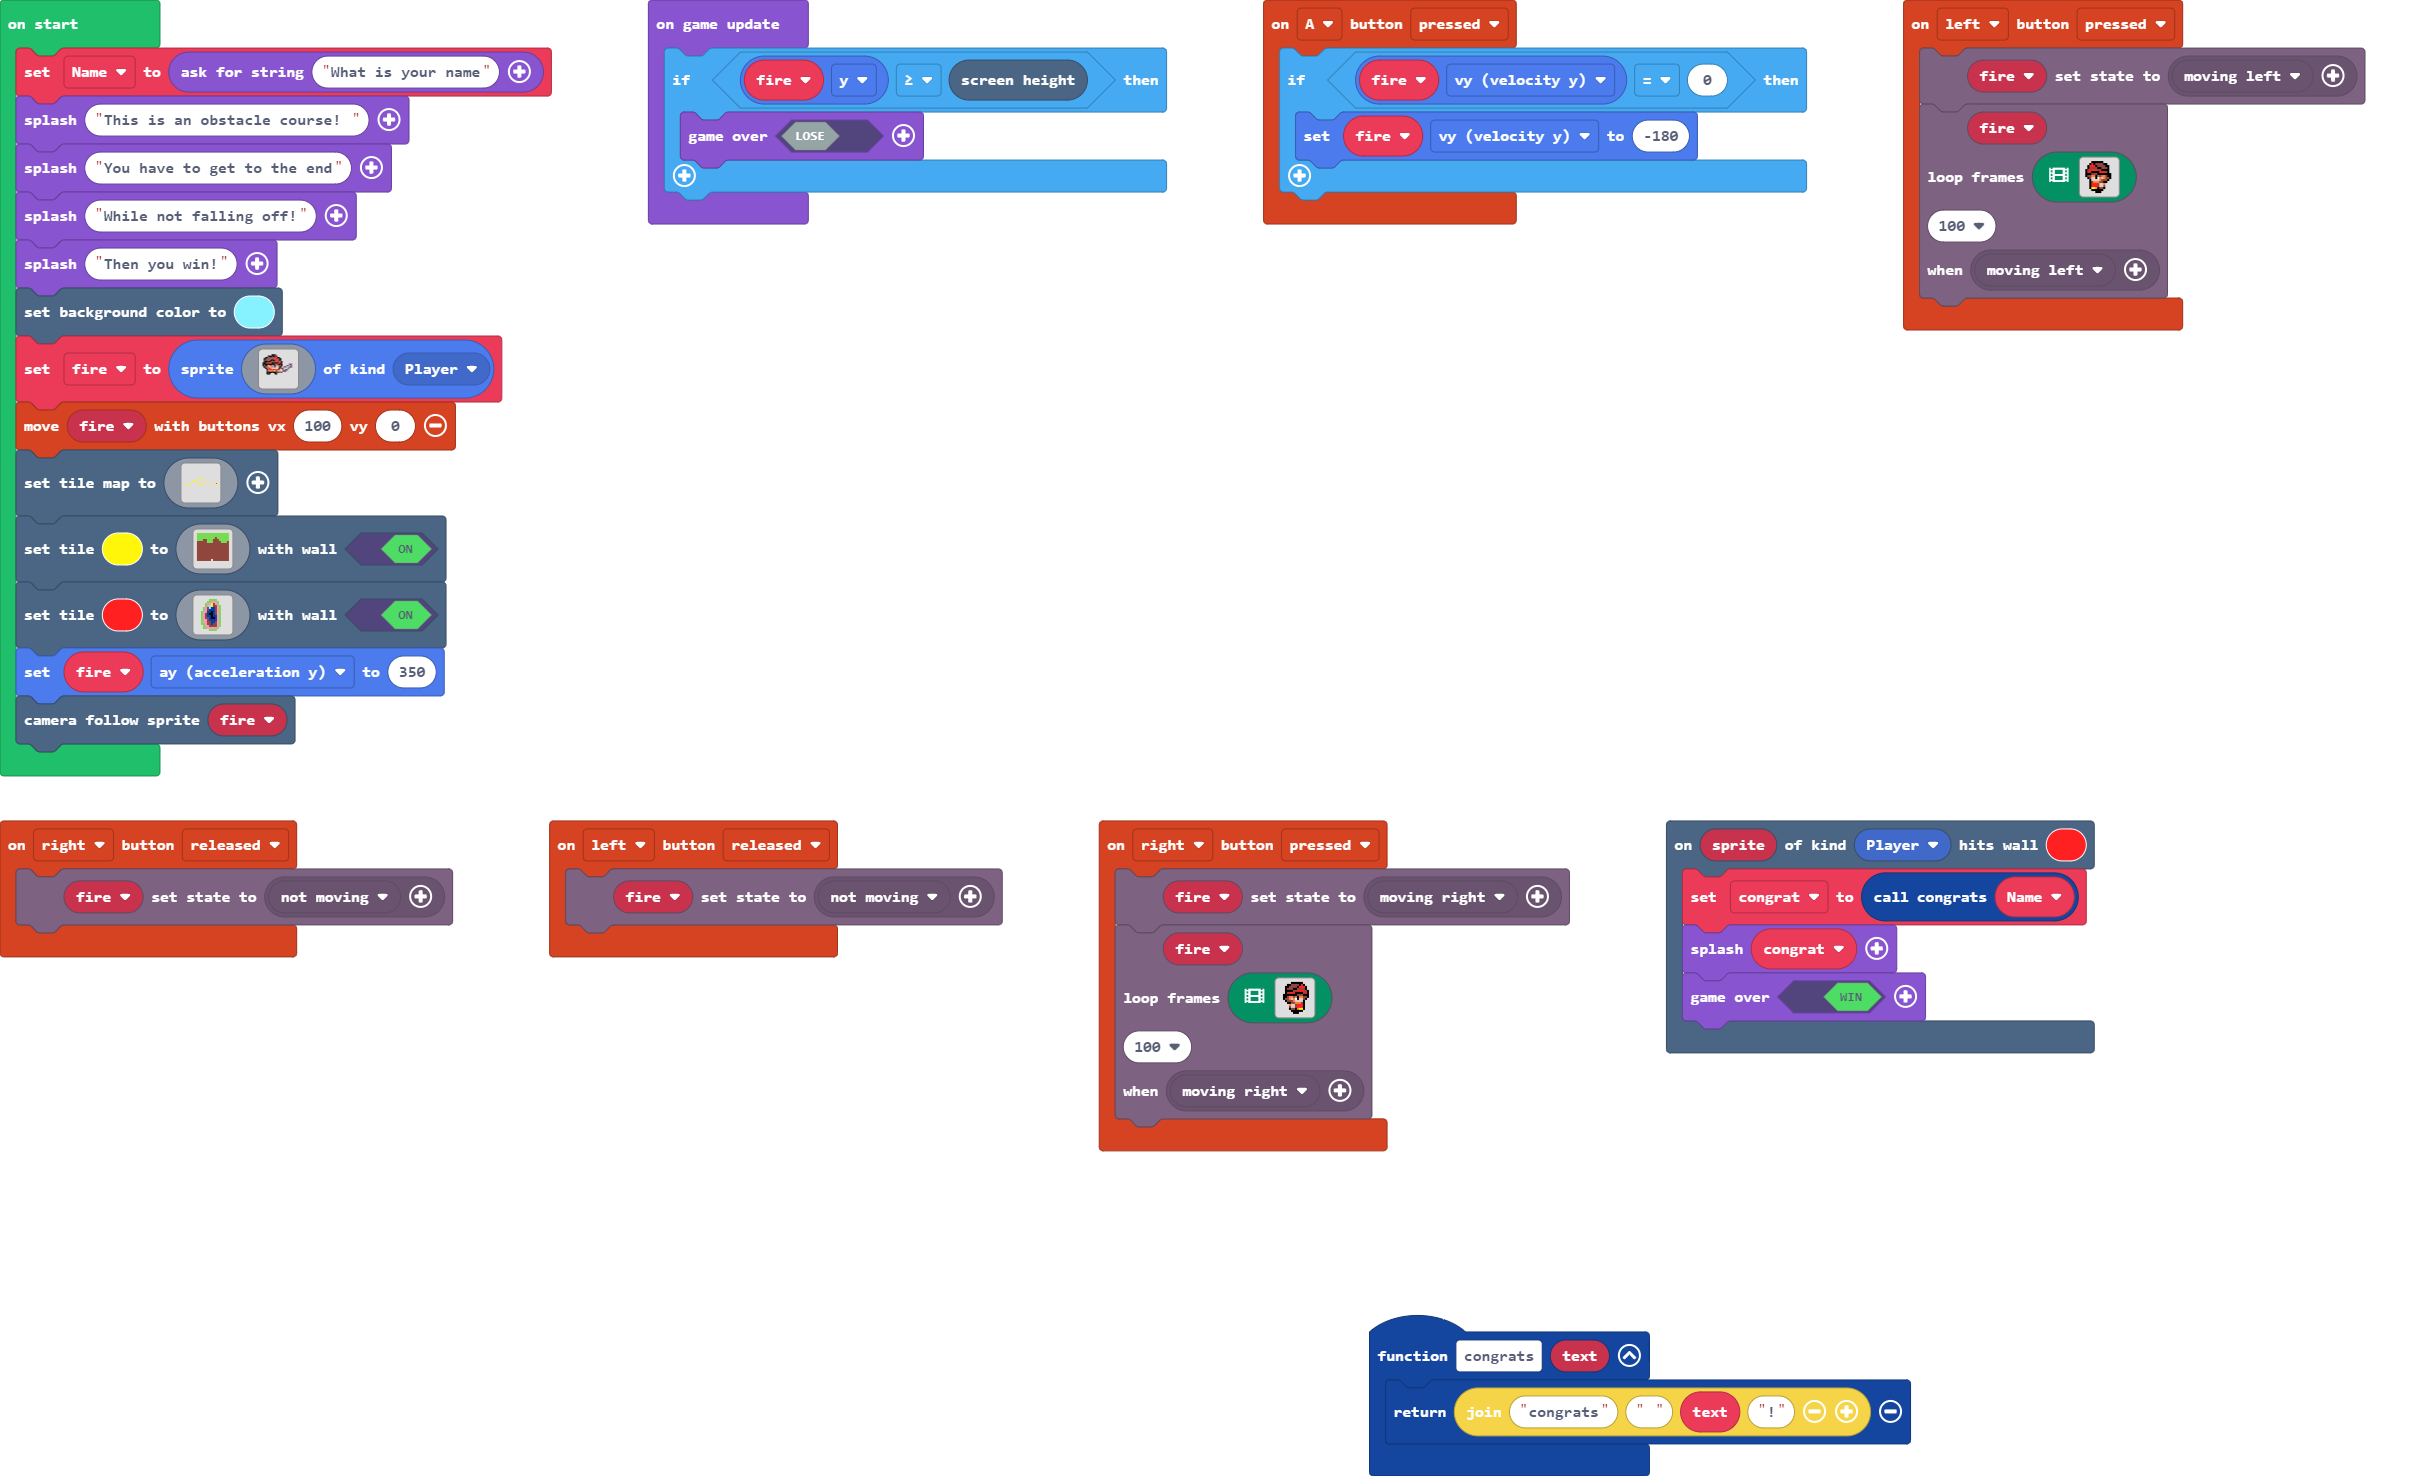 on start
set Name to ask for string "What is your name"
splash "This is an obstacle course! "
splash "You have to get to the end"
splash "While not falling off!"
splash "Then you win!"
set background color to
set fire to sprite of kind Player
move fire with buttons vx 100 vy 0
set tile map to
set tile to with wall ON
set tile to with wall ON
set fire ay (acceleration y) to 350
camera follow sprite fire
on game update
if fire y ≥ screen height then
game over LOSE
on A button pressed
if fire vy (velocity y) = 0 then
set fire vy (velocity y) to -180
on left button pressed
fire set state to moving left
fire
loop frames
100
when moving left
on right button released
fire set state to not moving
on left button released
fire set state to not moving
on right button pressed
fire set state to moving right
fire
loop frames
100
when moving right
on sprite of kind Player hits wall
set congrat to call congrats Name
splash congrat
game over WIN
function congrats text
return join "congrats" " " text "!"